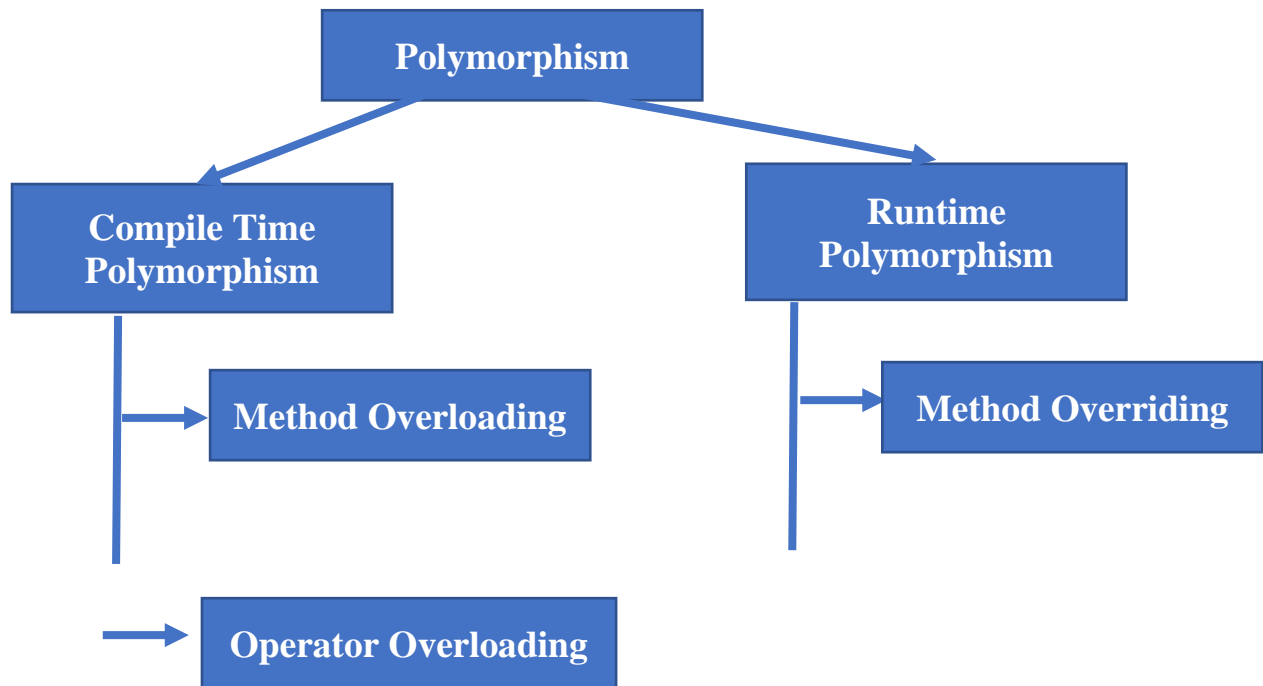 Polymorphism
Compile Time
Polymorphism
Runtime
Polymorphism
Method Overloading
Method Overriding
Operator Overloading